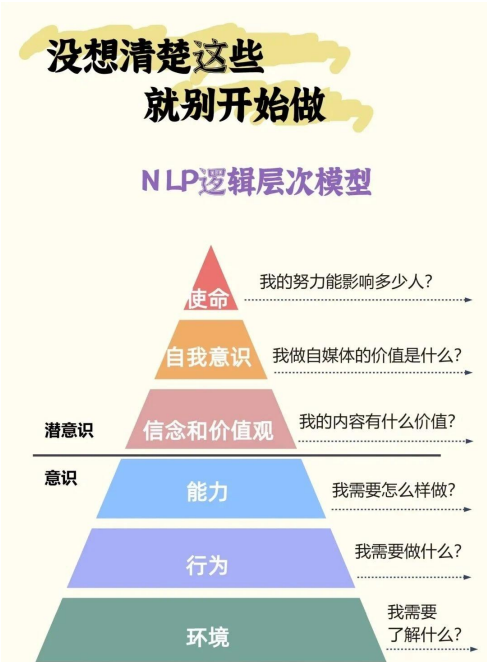 没想清楚这些
就别开始做
NLP逻辑层次模型
使命
我的努力能影响多少人?
自我意识
我做自媒体的价值是什么?
信念和价值观
我的内容有什么价值?
潜意识
意识
能力
我需要怎么样做?
行为
我需要做什么?
环境
我需要
了解什么?